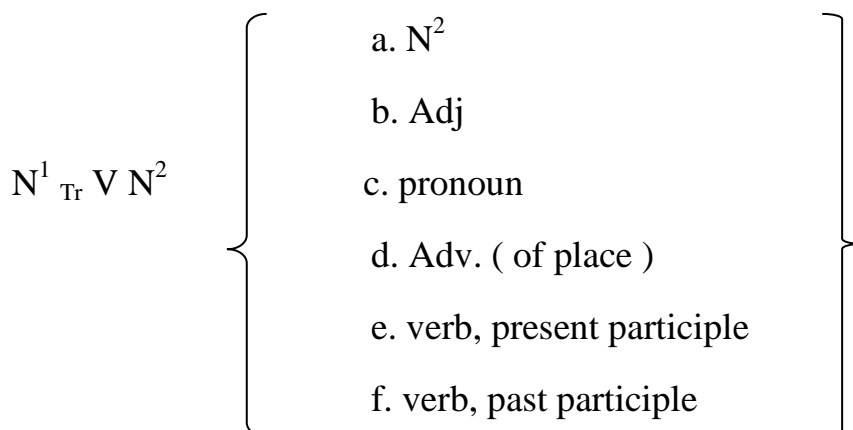 a. N²
b. Adj
N¹ Tr V N²
c. pronoun
d. Adv. ( of place )
e. verb, present participle
f. verb, past participle